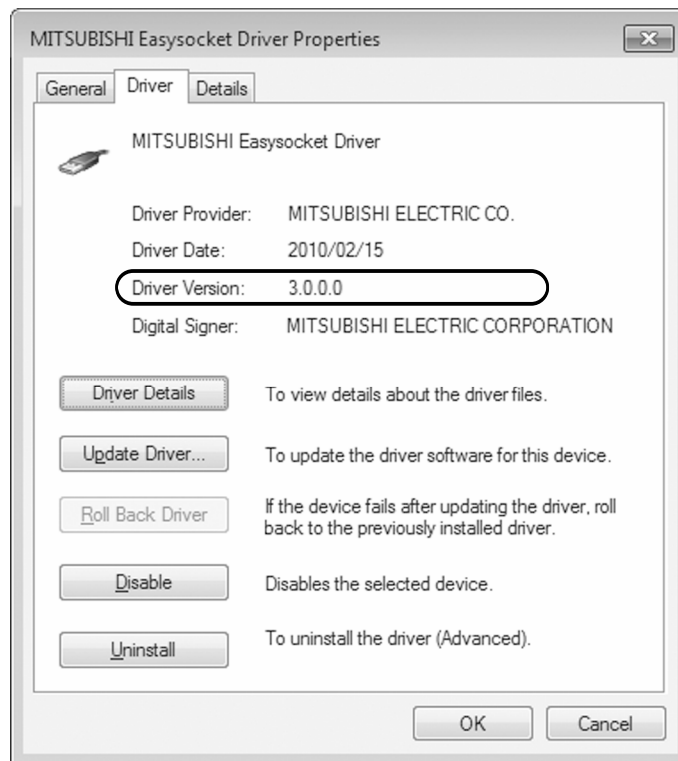 MITSUBISHI Easysocket Driver Properties
General Driver Details
MITSUBISHI Easysocket Driver
Driver Provider: MITSUBISHI ELECTRIC CO.
Driver Date: 2010/02/15
Driver Version: 3.0.0.0
Digital Signer: MITSUBISHI ELECTRIC CORPORATION
Driver Details To view details about the driver files.
Update Driver... To update the driver software for this device.
Roll Back Driver If the device fails after updating the driver, roll
back to the previously installed driver.
Disable Disables the selected device.
Uninstall To uninstall the driver (Advanced).
OK Cancel